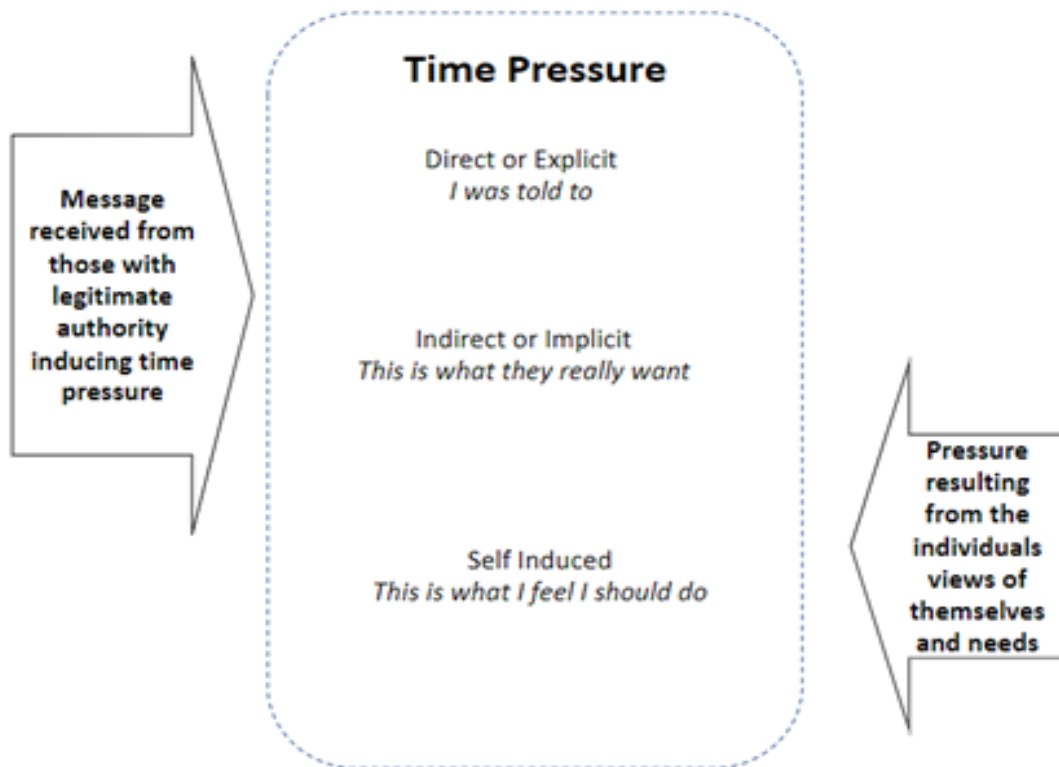 Time Pressure
Direct or Explicit
I was told to
Message
received from
those with
legitimate
authority
inducing time
pressure
Indirect or Implicit
This is what they really want
Self Induced
This is what I feel I should do
Pressure
resulting
from the
individuals
views of
themselves
and needs